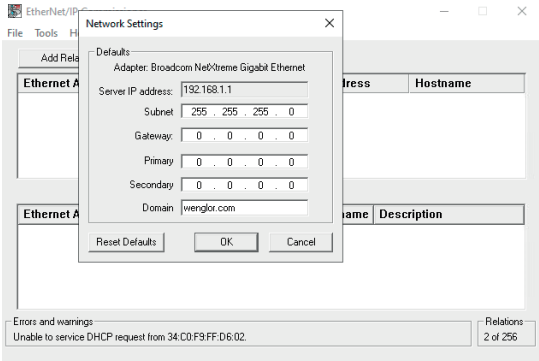 EtherNet/IP
Network Settings
File Tools H
Add Rela
Defaults
Adapter: Broadcom NetXtreme Gigabit Ethernet
Ethernet A
dress Hostname
Server IP address: 192.168.1.1
Subnet 255 . 255 . 255 . 0
Gateway: 0 . 0 . 0 . 0
Primary 0 . 0 . 0 . 0
Secondary 0 . 0 . 0 . 0
Domain wenglor.com
Ethernet A
name Description
Reset Defaults OK Cancel
Errors and warnings
Relations
Unable to service DHCP request from 34:C0:F9:FF:D6:02.
2 of 256